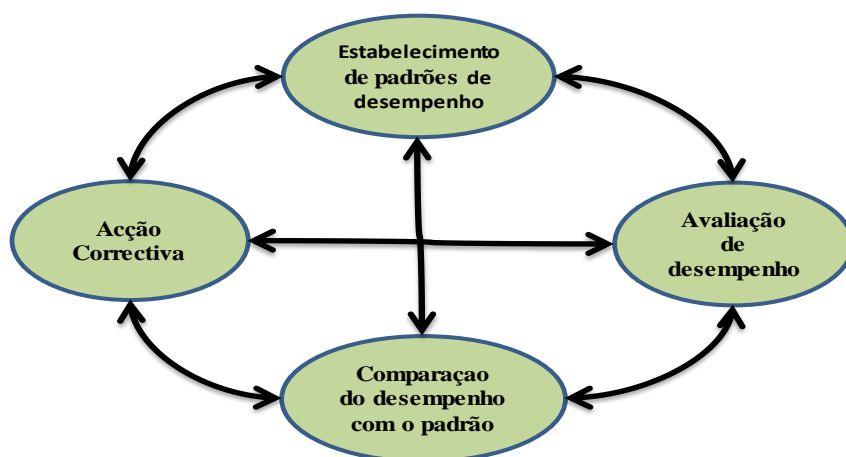 Estabelecimento
de padrões de
desempenho
Acção
Correctiva
Avaliação
de
desempenho
Comparaçao
do desempenho
com o padrão